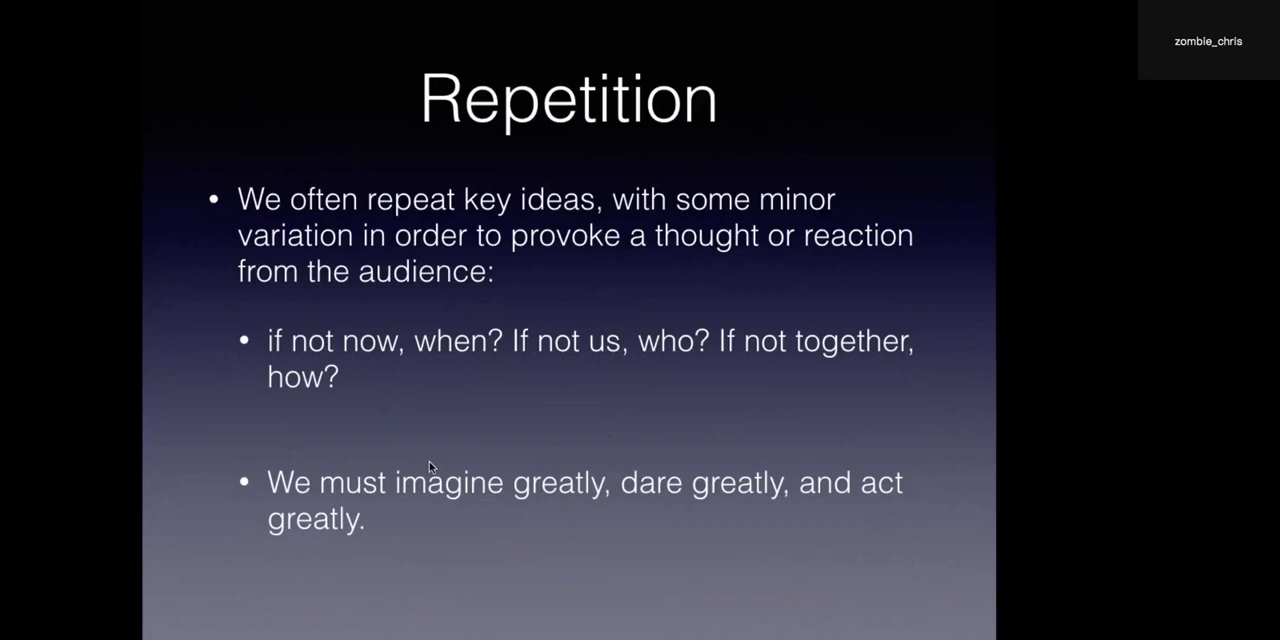 zombie_chris
Repetition
• We often repeat key ideas, with some minor
variation in order to provoke a thought or reaction
from the audience:
• if not now, when? If not us, who? If not together,
how?
• We must imagine greatly, dare greatly, and act
greatly.